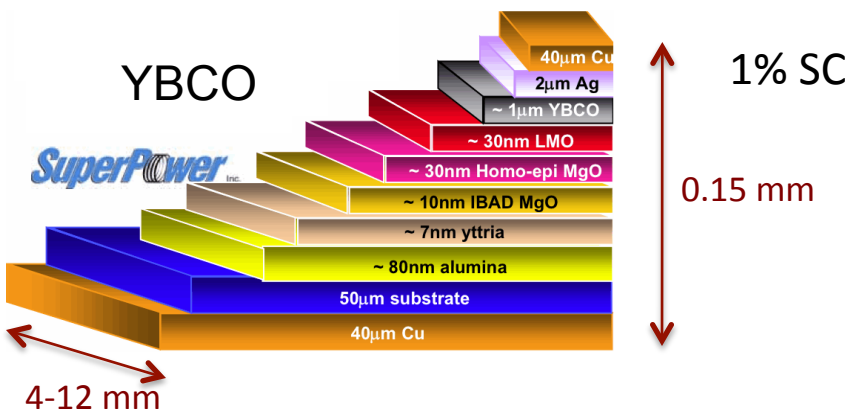 YBCO
SuperPower Inc.
40μm Cu
2μm Ag
~ 1μm YBCO
~ 30nm LMO
~ 30nm Homo-epi MgO
~ 10nm IBAD MgO
~ 7nm yttria
~ 80nm alumina
50μm substrate
40μm Cu
1% SC
0.15 mm
4-12 mm